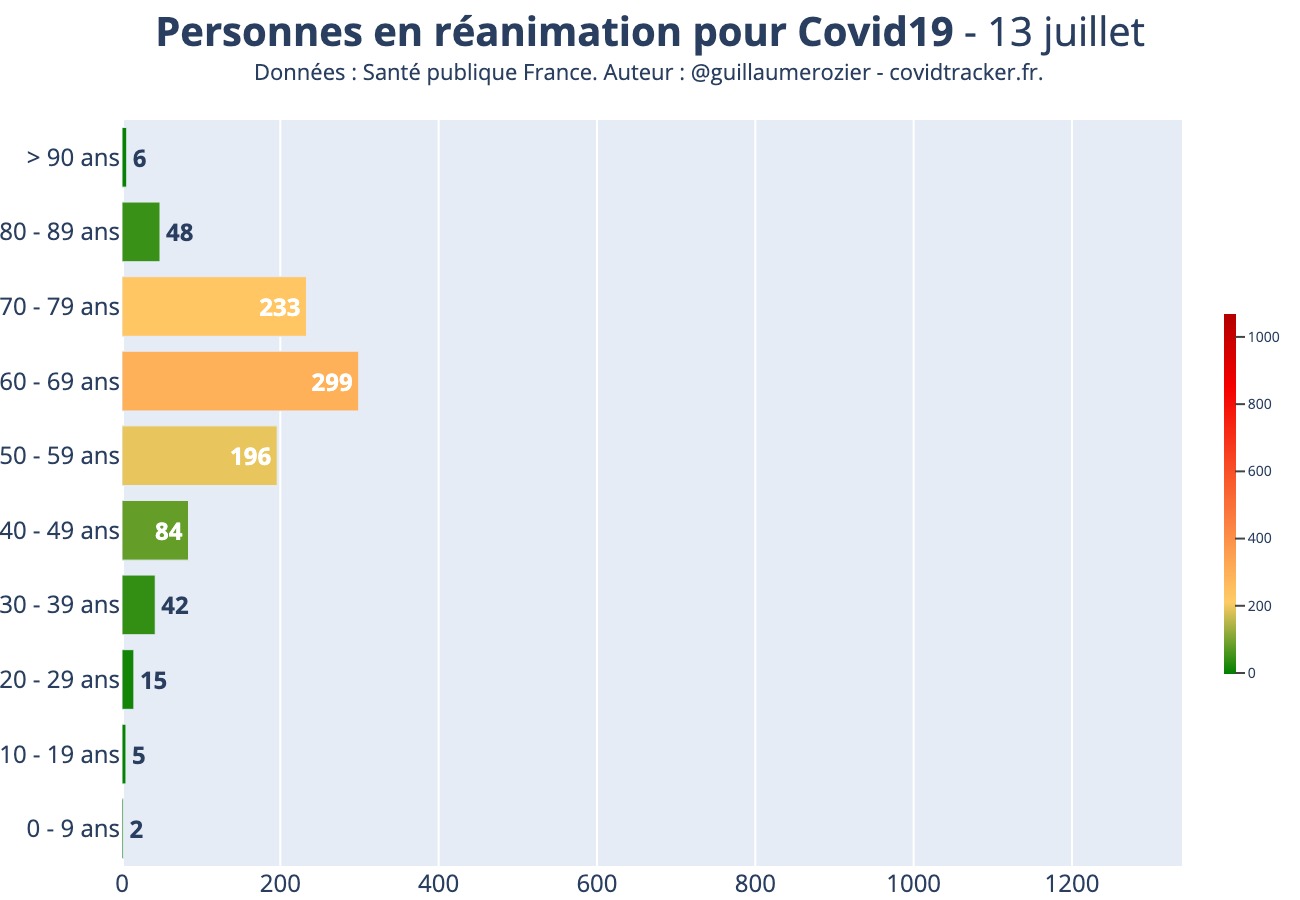 Personnes en réanimation pour Covid19 - 13 juillet
Données : Santé publique France. Auteur : @guillaumerozier - covidtracker.fr.
> 90 ans 6
80 - 89 ans 48
70 - 79 ans 233
60 - 69 ans 299
50 - 59 ans 196
40 - 49 ans 84
30 - 39 ans 42
20 - 29 ans 15
10 - 19 ans 5
0 - 9 ans 2
0 200 400 600 800 1000 1200
1000
800
600
400
200
0